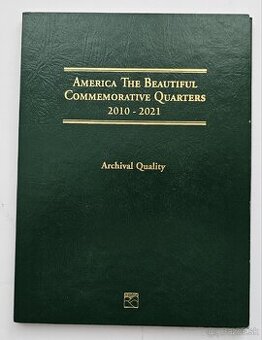 America The Beautiful
Commemorative Quarters
2010 - 2021
Archival Quality